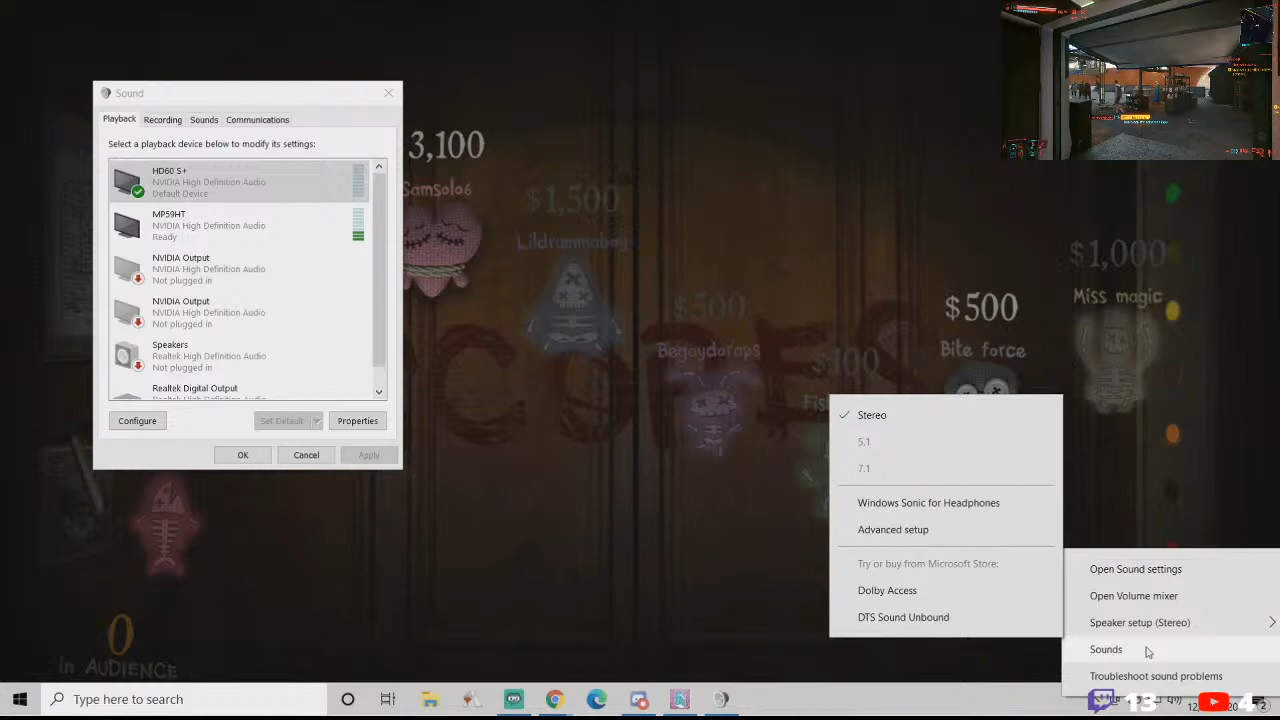 Sound
Playback Recording Sounds Communications
Select a playback device below to modify its settings:
HD60 S+
NVIDIA High Definition Audio
Default Device
MP59HT
NVIDIA High Definition Audio
Ready
NVIDIA Output
NVIDIA High Definition Audio
Not plugged in
NVIDIA Output
NVIDIA High Definition Audio
Not plugged in
Speakers
Realtek High Definition Audio
Not plugged in
Realtek Digital Output
Configure Set Default Properties
OK Cancel Apply
3,100
SamSolo6
$1,500
Lildrummaboy
$500
$500
Bite force
$1,000
Miss magic
0
in AUDIENCE
Stereo
5.1
7.1
Windows Sonic for Headphones
Advanced setup
Try or buy from Microsoft Store:
Dolby Access
DTS Sound Unbound
Open Sound settings
Open Volume mixer
Speaker setup (Stereo)
Sounds
Troubleshoot sound problems
Type here to search
13
4